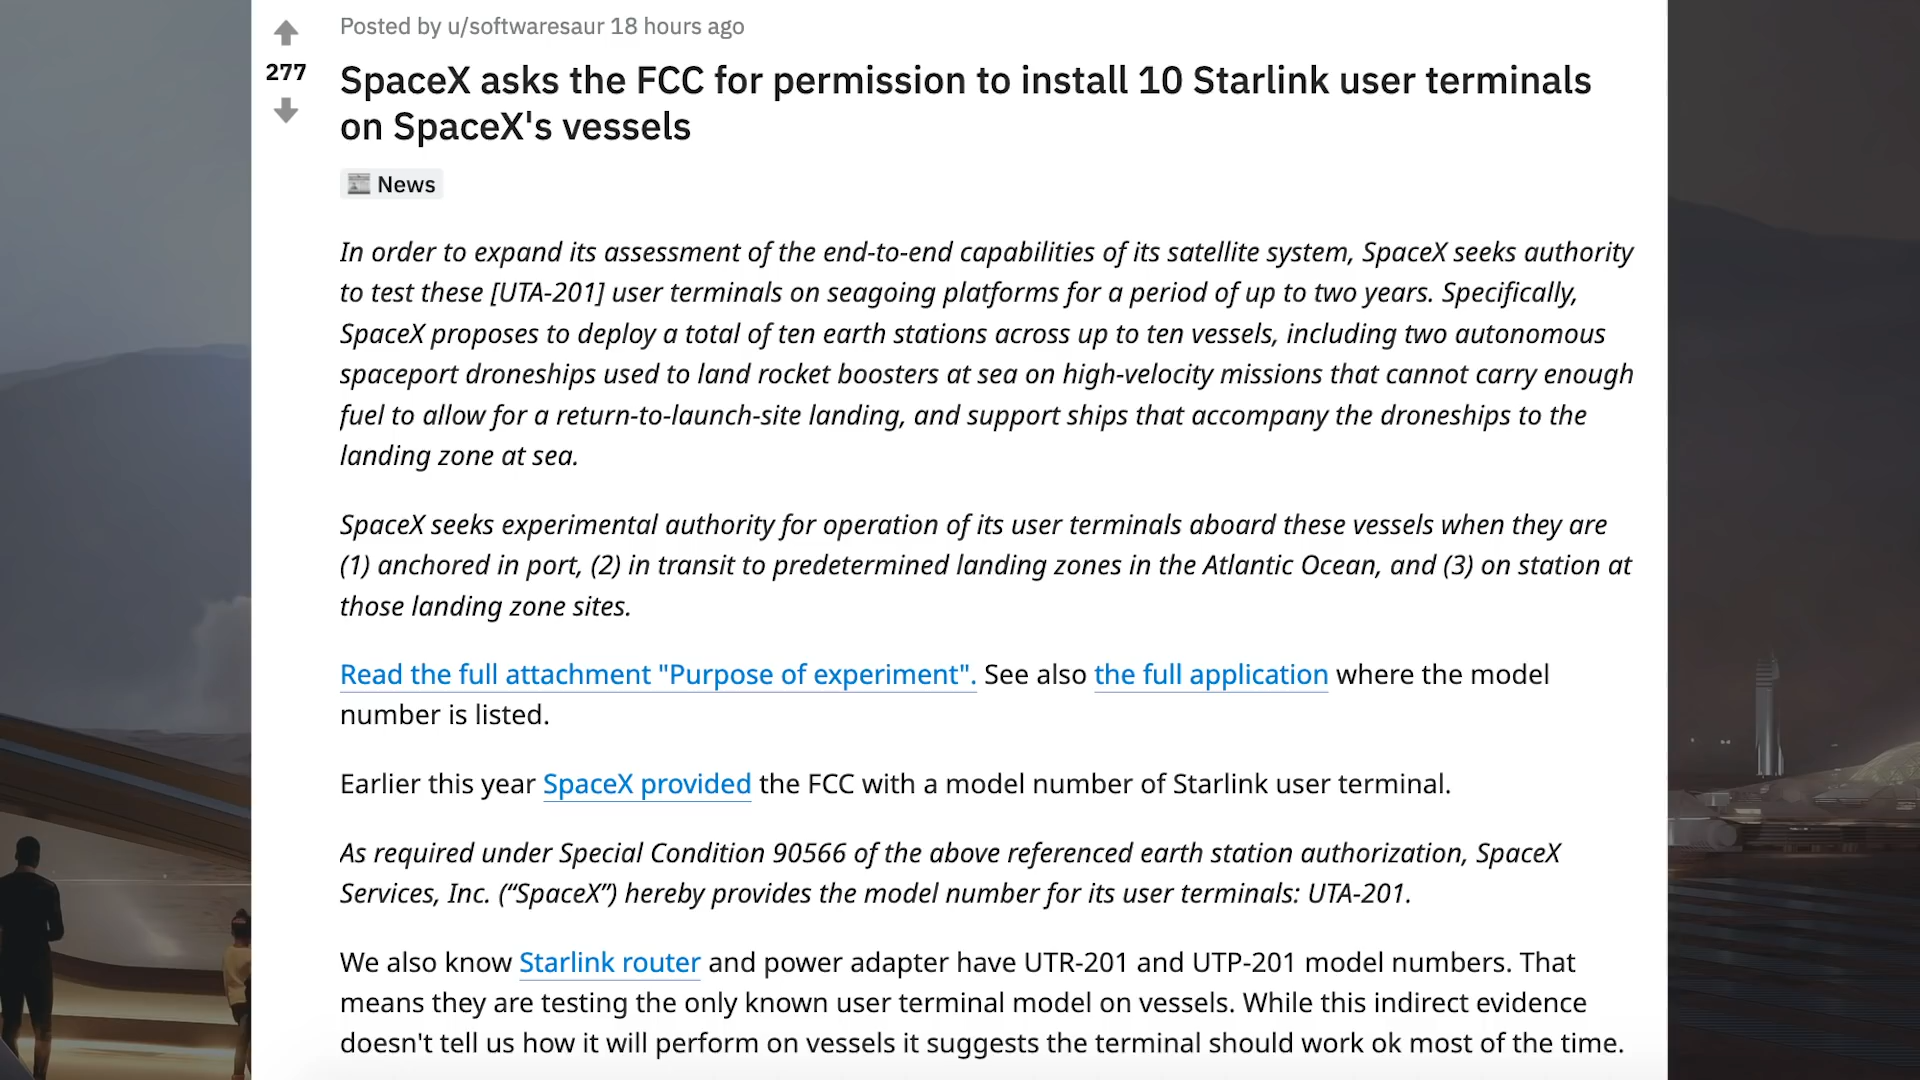 Posted by u/softwaresaur 18 hours ago
277
SpaceX asks the FCC for permission to install 10 Starlink user terminals
on SpaceX's vessels
News
In order to expand its assessment of the end-to-end capabilities of its satellite system, SpaceX seeks authority
to test these [UTA-201] user terminals on seagoing platforms for a period of up to two years. Specifically,
SpaceX proposes to deploy a total of ten earth stations across up to ten vessels, including two autonomous
spaceport droneships used to land rocket boosters at sea on high-velocity missions that cannot carry enough
fuel to allow for a return-to-launch-site landing, and support ships that accompany the droneships to the
landing zone at sea.
SpaceX seeks experimental authority for operation of its user terminals aboard these vessels when they are
(1) anchored in port, (2) in transit to predetermined landing zones in the Atlantic Ocean, and (3) on station at
those landing zone sites.
Read the full attachment "Purpose of experiment". See also the full application where the model
number is listed.
Earlier this year SpaceX provided the FCC with a model number of Starlink user terminal.
As required under Special Condition 90566 of the above referenced earth station authorization, SpaceX
Services, Inc. (“SpaceX”) hereby provides the model number for its user terminals: UTA-201.
We also know Starlink router and power adapter have UTR-201 and UTP-201 model numbers. That
means they are testing the only known user terminal model on vessels. While this indirect evidence
doesn't tell us how it will perform on vessels it suggests the terminal should work ok most of the time.